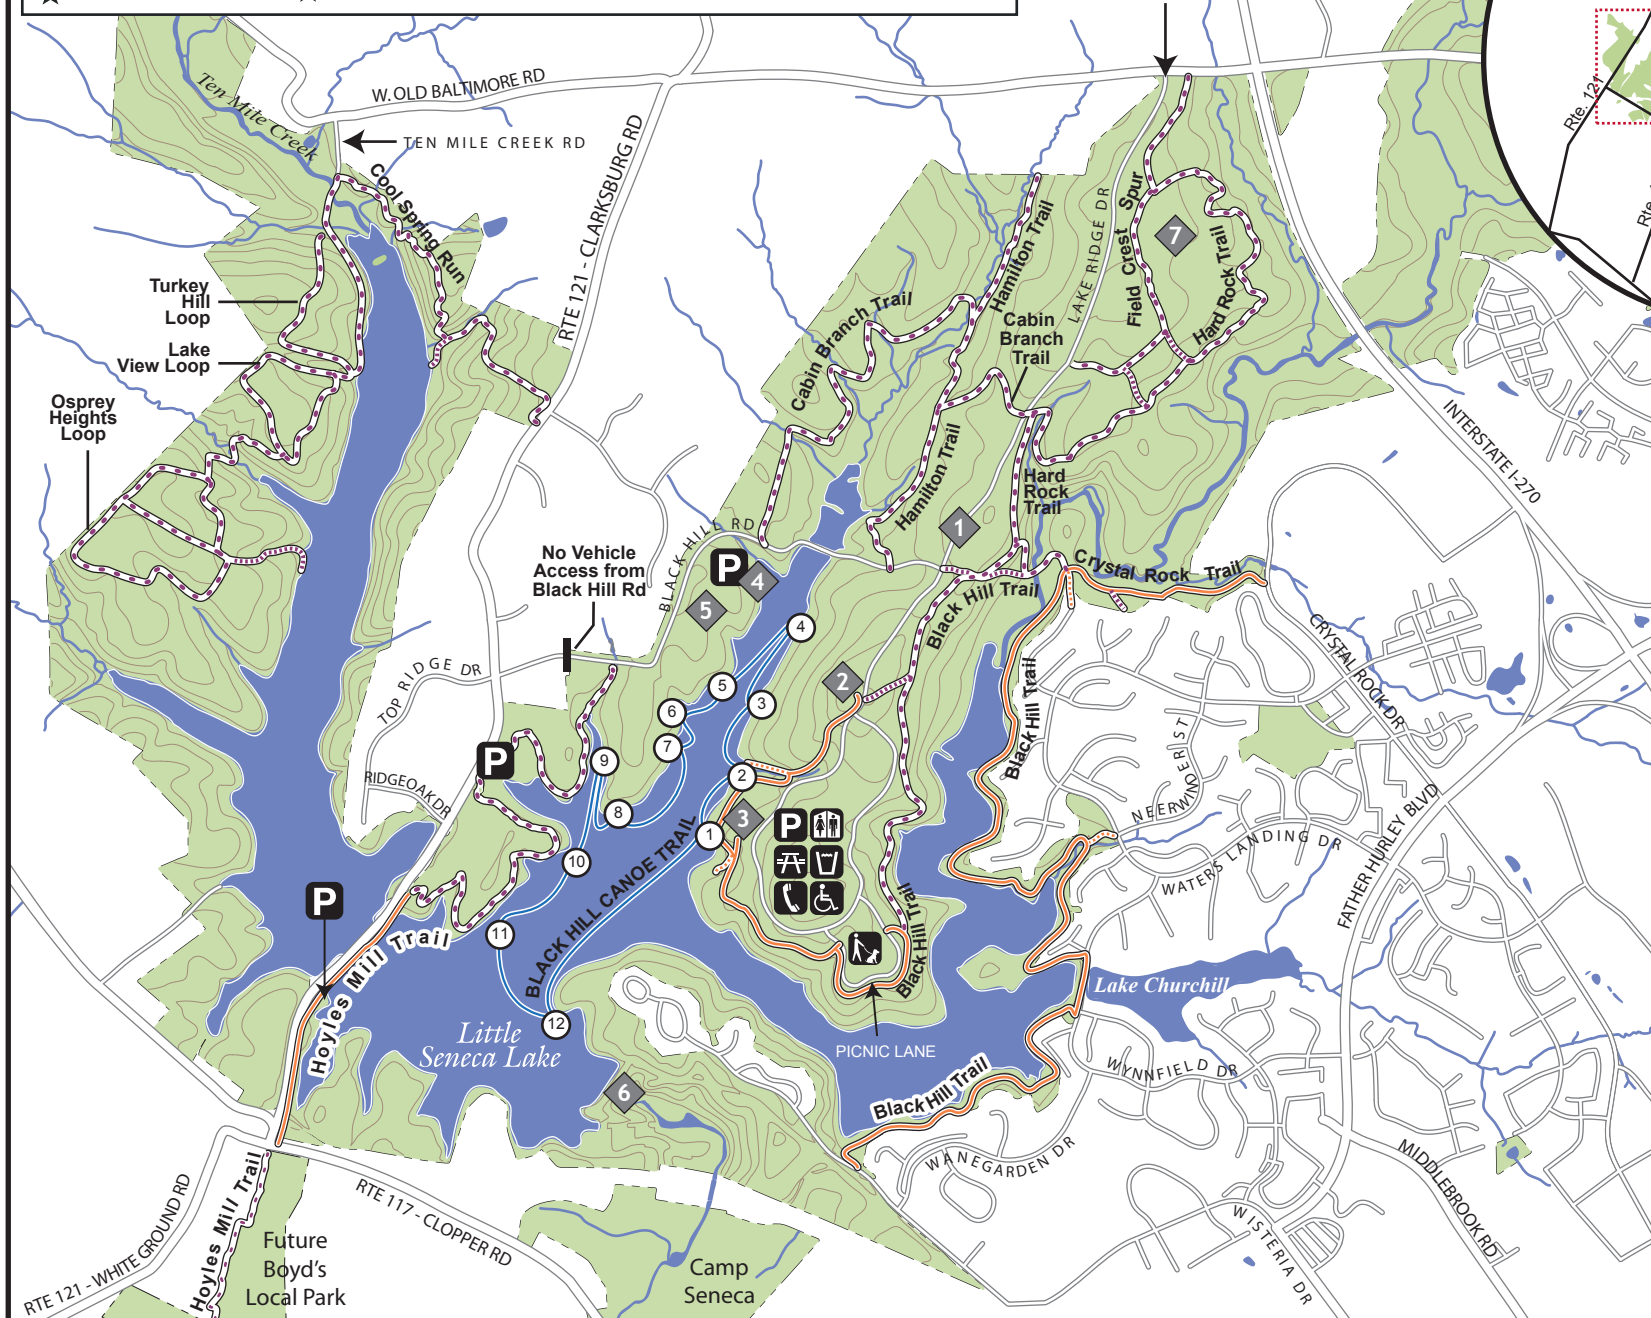 Ten Mile Creek
W. OLD BALTIMORE RD
TEN MILE CREEK RD
Cool Spring Run
RTE 121 - CLARKSBURG RD
Turkey
Hill
Loop
Lake
View Loop
Osprey
Heights
Loop
Cabin Branch Trail
Hamilton Trail
Cabin
Branch
Trail
LAKE RIDGE DR
Field Crest Spur
7
Hard Rock Trail
Rte. 121
Rte.
INTERSTATE I-270
Hamilton Trail
Hard
Rock
Trail
1
BLACK HILL RD
No Vehicle
Access from
Black Hill Rd
P
4
5
Crystal Rock Trail
Black Hill Trail
CRYSTAL ROCK DR
TOP RIDGE DR
RIDGEOAK DR
P
4
5
3
6
7
9
2
2
8
1
3
10
11
12
BLACK HILL CANOE TRAIL
Black Hill Trail
NEERWINDER ST
WATERS LANDING DR
FATHER HURLEY BLVD
P
P
Hoyles Mill Trail
Little
Seneca Lake
Black Hill Trail
PICNIC LANE
Lake Churchill
Black Hill Trail
WYNNFIELD DR
WANEGARDEN DR
6
MIDDLEBROOK RD
WISTERIA DR
RTE 117 - CLOPPER RD
RTE 121 - WHITE GROUND RD
Hoyles Mill Trail
Future
Boyd's
Local Park
Camp
Seneca